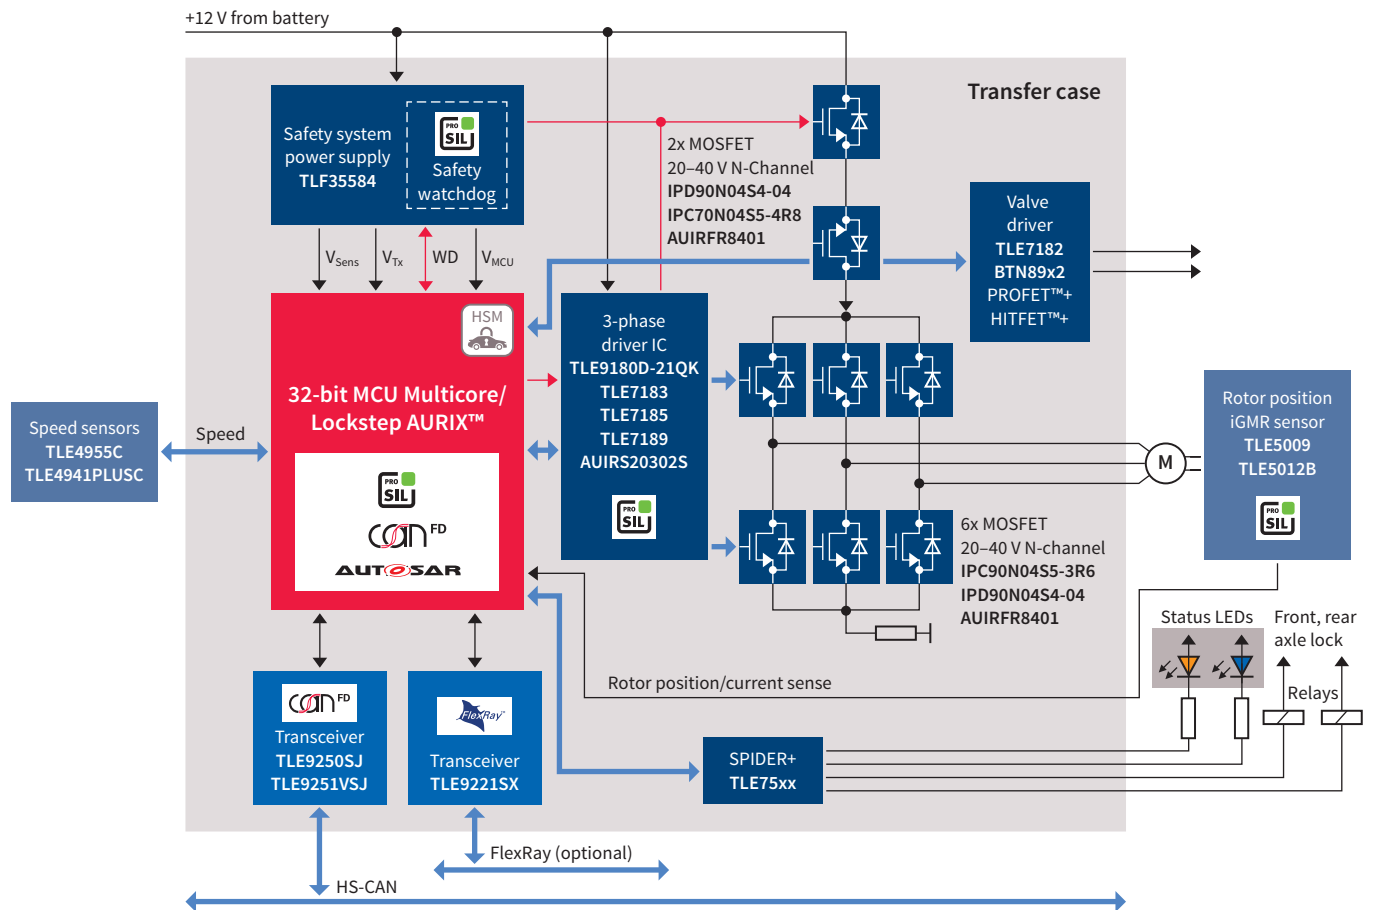 +12 V from battery
Transfer case
Safety system
power supply
TLF35584
PRO
SIL
Safety
watchdog
2x MOSFET
20–40 V N-Channel
IPD90N04S4-04
IPC70N04S5-4R8
AUIRFR8401
Valve
driver
TLE7182
BTN89x2
PROFET™+
HITFET™+
VSens
VTx
WD
VMCU
HSM
32-bit MCU Multicore/
Lockstep AURIX™
PRO
SIL
CAN FD
AUTOSAR
3-phase
driver IC
TLE9180D-21QK
TLE7183
TLE7185
TLE7189
AUIRS20302S
PRO
SIL
Speed sensors
TLE4955C
TLE4941PLUSC
Speed
M
Rotor position
iGMR sensor
TLE5009
TLE5012B
PRO
SIL
6x MOSFET
20–40 V N-channel
IPC90N04S5-3R6
IPD90N04S4-04
AUIRFR8401
Status LEDs
Front, rear
axle lock
Relays
Rotor position/current sense
CAN FD
Transceiver
TLE9250SJ
TLE9251VSJ
FlexRay™
Transceiver
TLE9221SX
SPIDER+
TLE75xx
FlexRay (optional)
HS-CAN